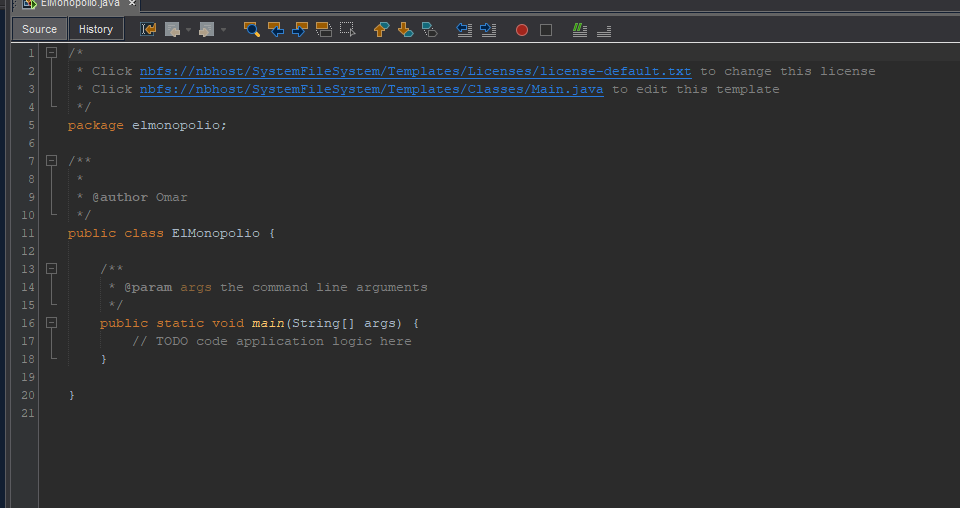 ElMonopolio.java
Source History
1 /*
2 * Click nbfs://nbhost/SystemFileSystem/Templates/Licenses/license-default.txt to change this license
3 * Click nbfs://nbhost/SystemFileSystem/Templates/Classes/Main.java to edit this template
4 */
5 package elmonopolio;
6
7 /**
8 *
9 * @author Omar
10 */
11 public class ElMonopolio {
12
13 /**
14 * @param args the command line arguments
15 */
16 public static void main(String[] args) {
17 // TODO code application logic here
18 }
19
20 }
21